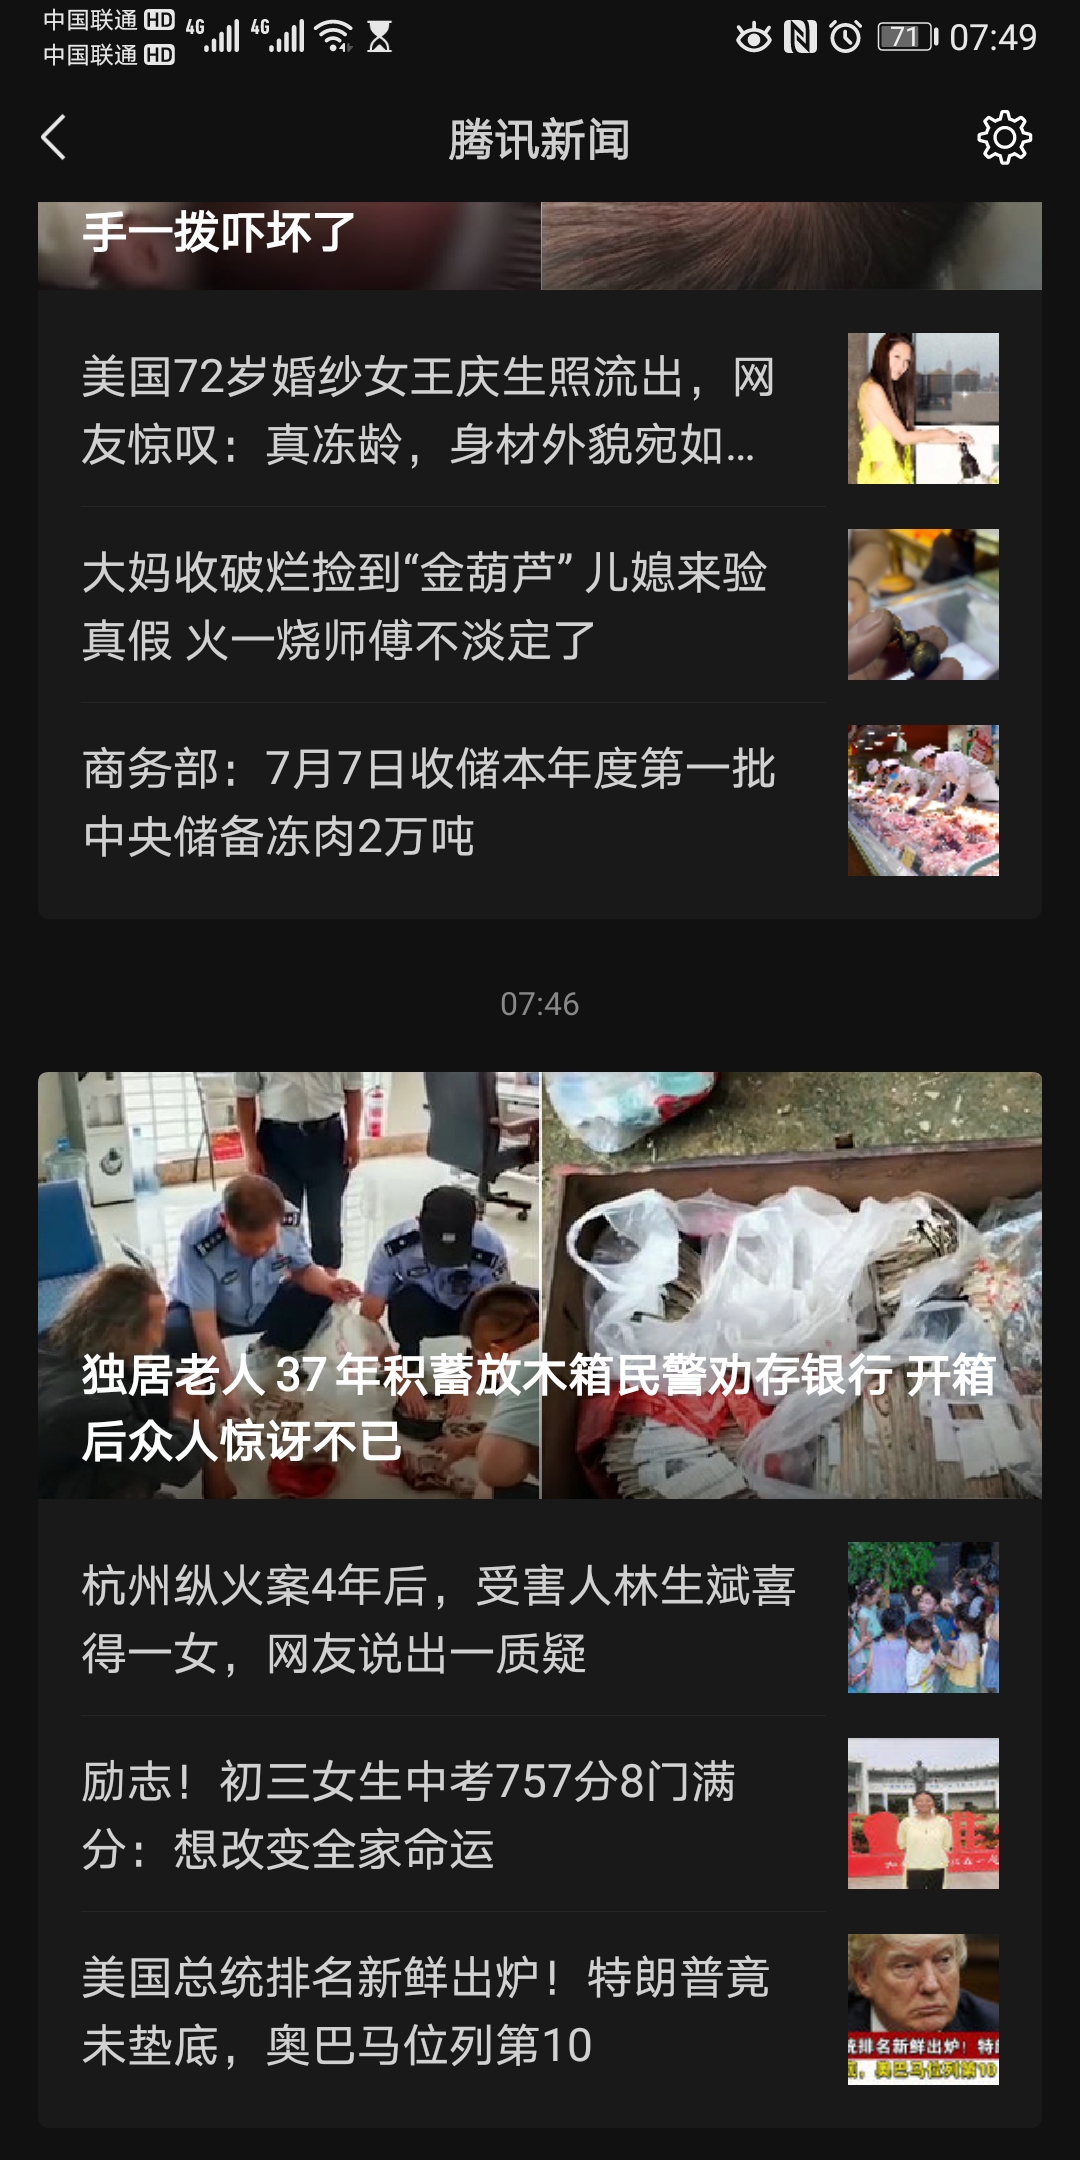 中国联通 HD 4G 4G 71 07:49
中国联通 HD
腾讯新闻
手一拨吓坏了
美国72岁婚纱女王庆生照流出，网
友惊叹：真冻龄，身材外貌宛如...
大妈收破烂捡到“金葫芦” 儿媳来验
真假 火一烧师傅不淡定了
商务部：7月7日收储本年度第一批
中央储备冻肉2万吨
07:46
独居老人 37 年积蓄放木箱民警劝存银行 开箱
后众人惊讶不已
杭州纵火案4年后，受害人林生斌喜
得一女，网友说出一质疑
励志！初三女生中考757分8门满
分：想改变全家命运
美国总统排名新鲜出炉！特朗普竟
未垫底，奥巴马位列第10
统排名新鲜出炉！特
，奥巴马位列第10